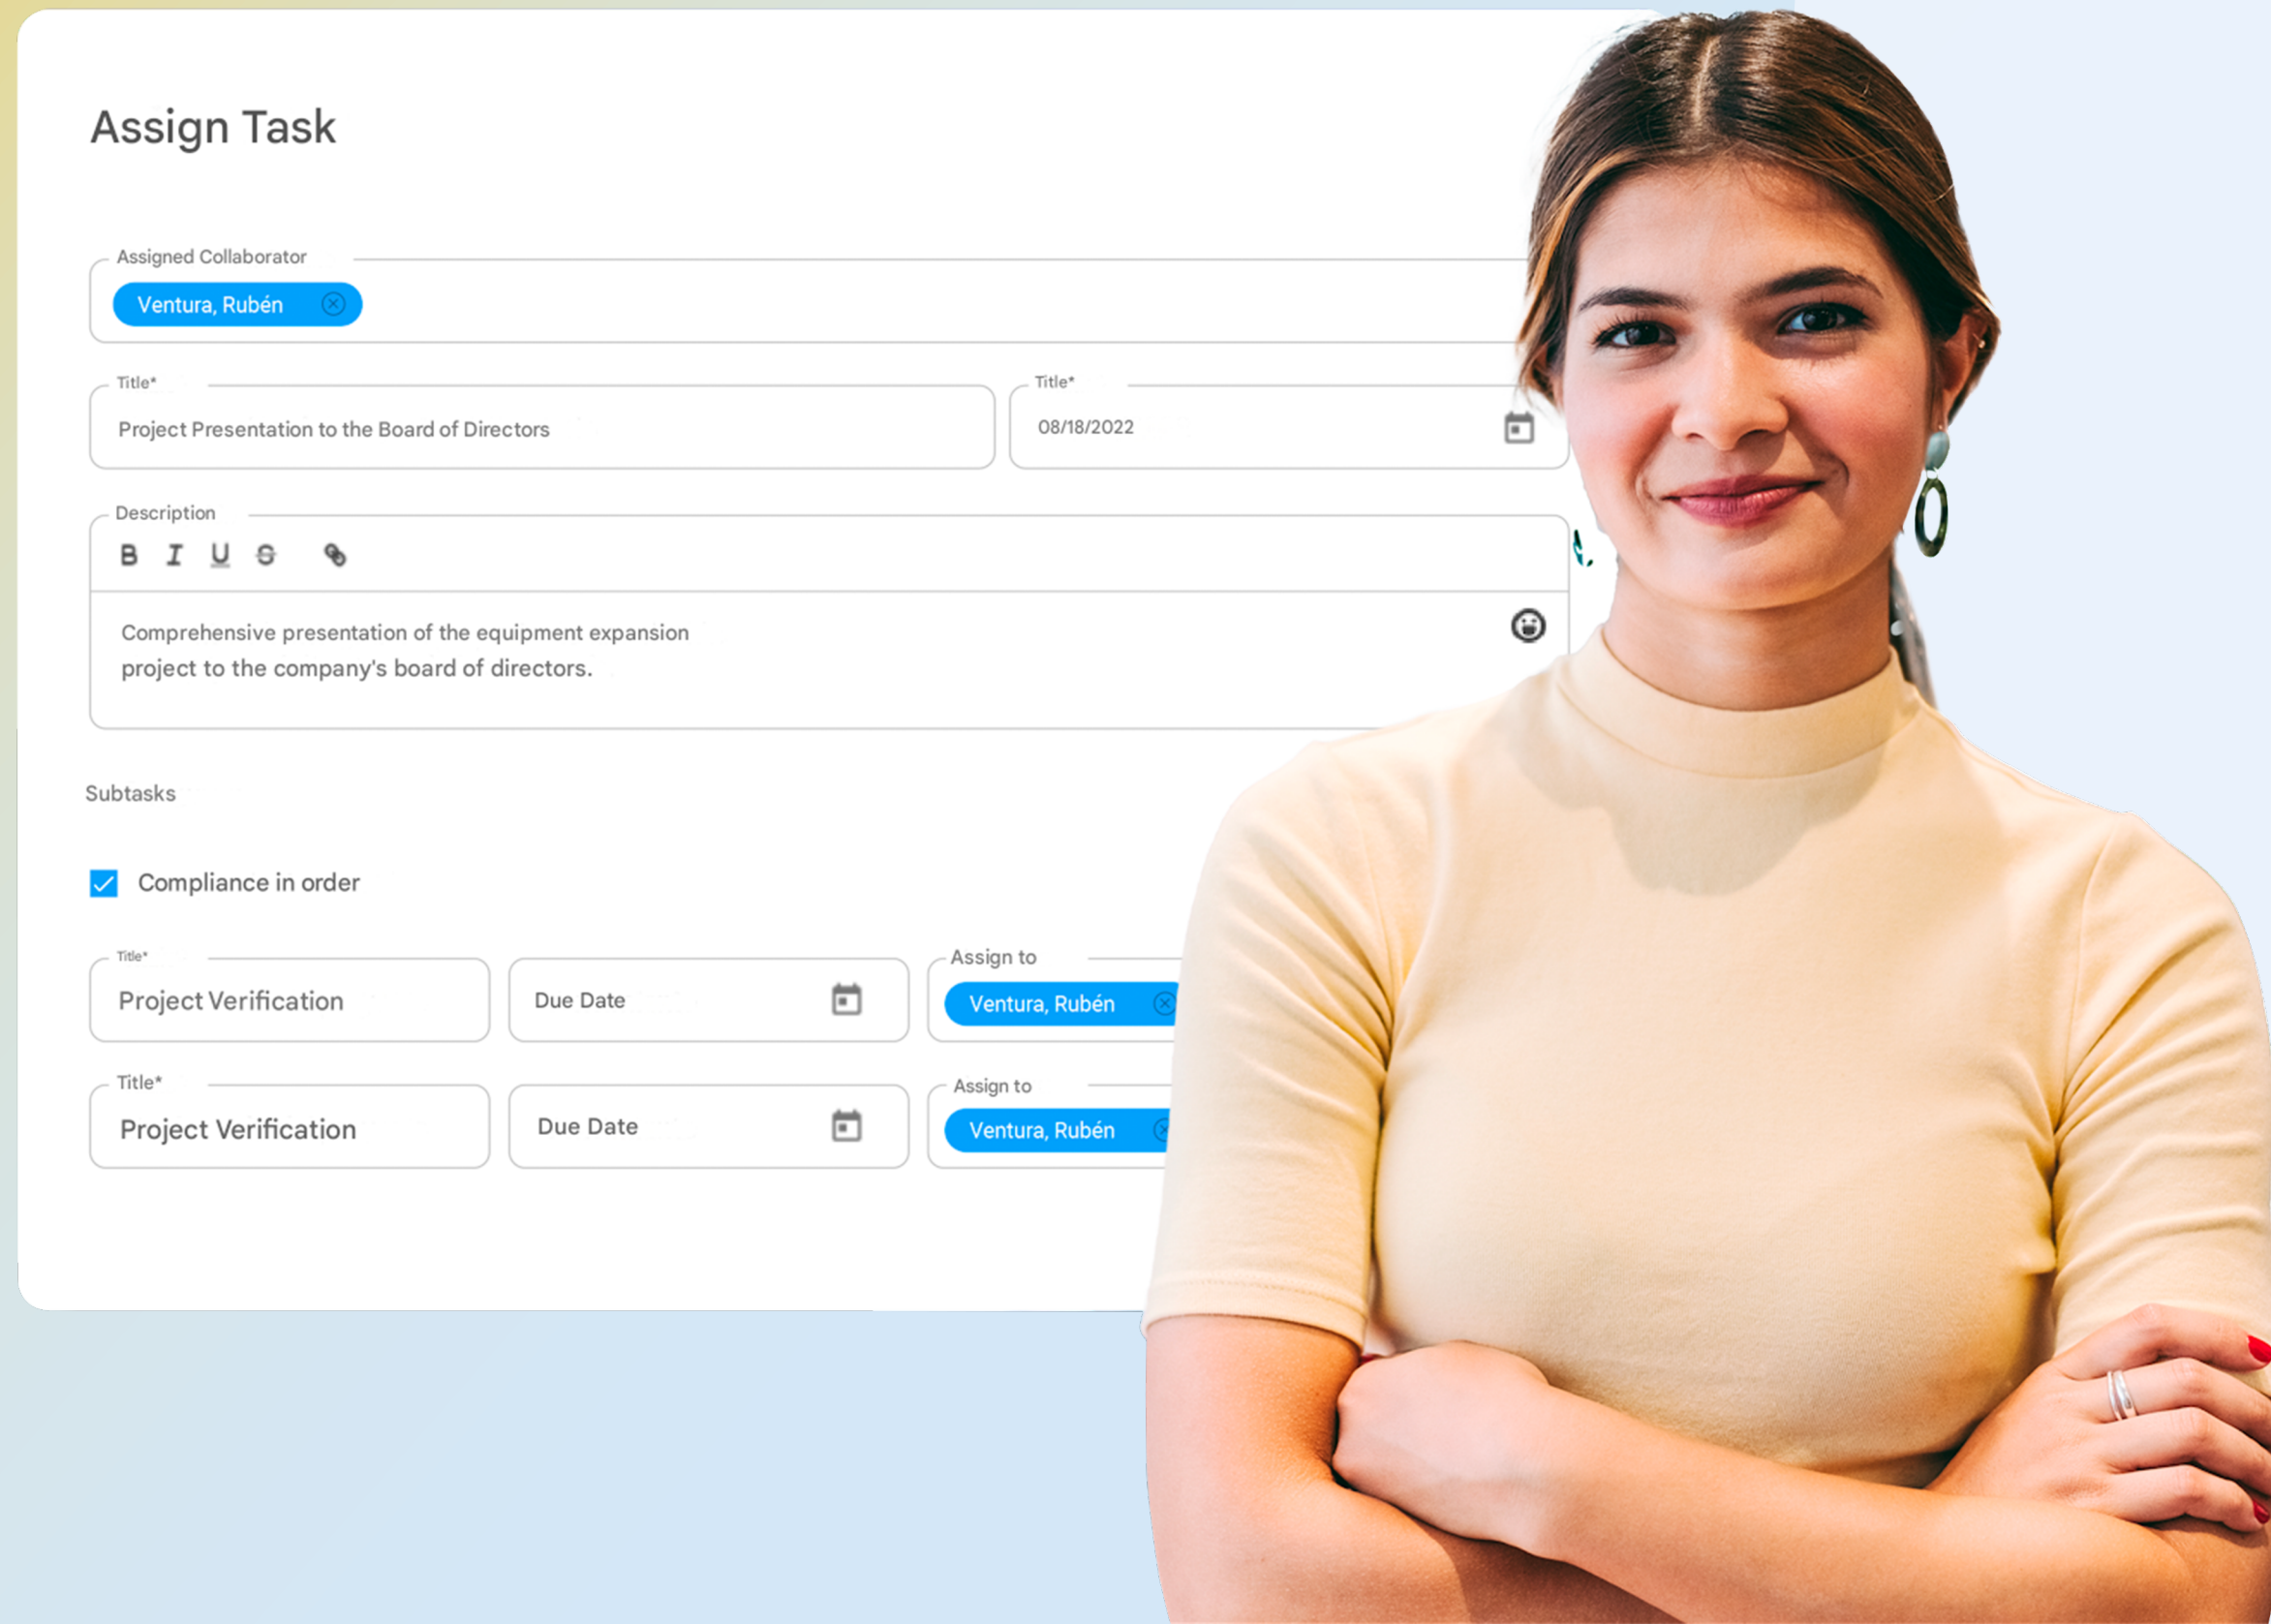 Assign Task
Assigned Collaborator
Ventura, Rubén
Title*
Title*
Project Presentation to the Board of Directors
08/18/2022
Description
B I U S
Comprehensive presentation of the equipment expansion
project to the company's board of directors.
Subtasks
Compliance in order
Title*
Assign to
Project Verification
Due Date
Ventura, Rubén
Title*
Assign to
Project Verification
Due Date
Ventura, Rubén